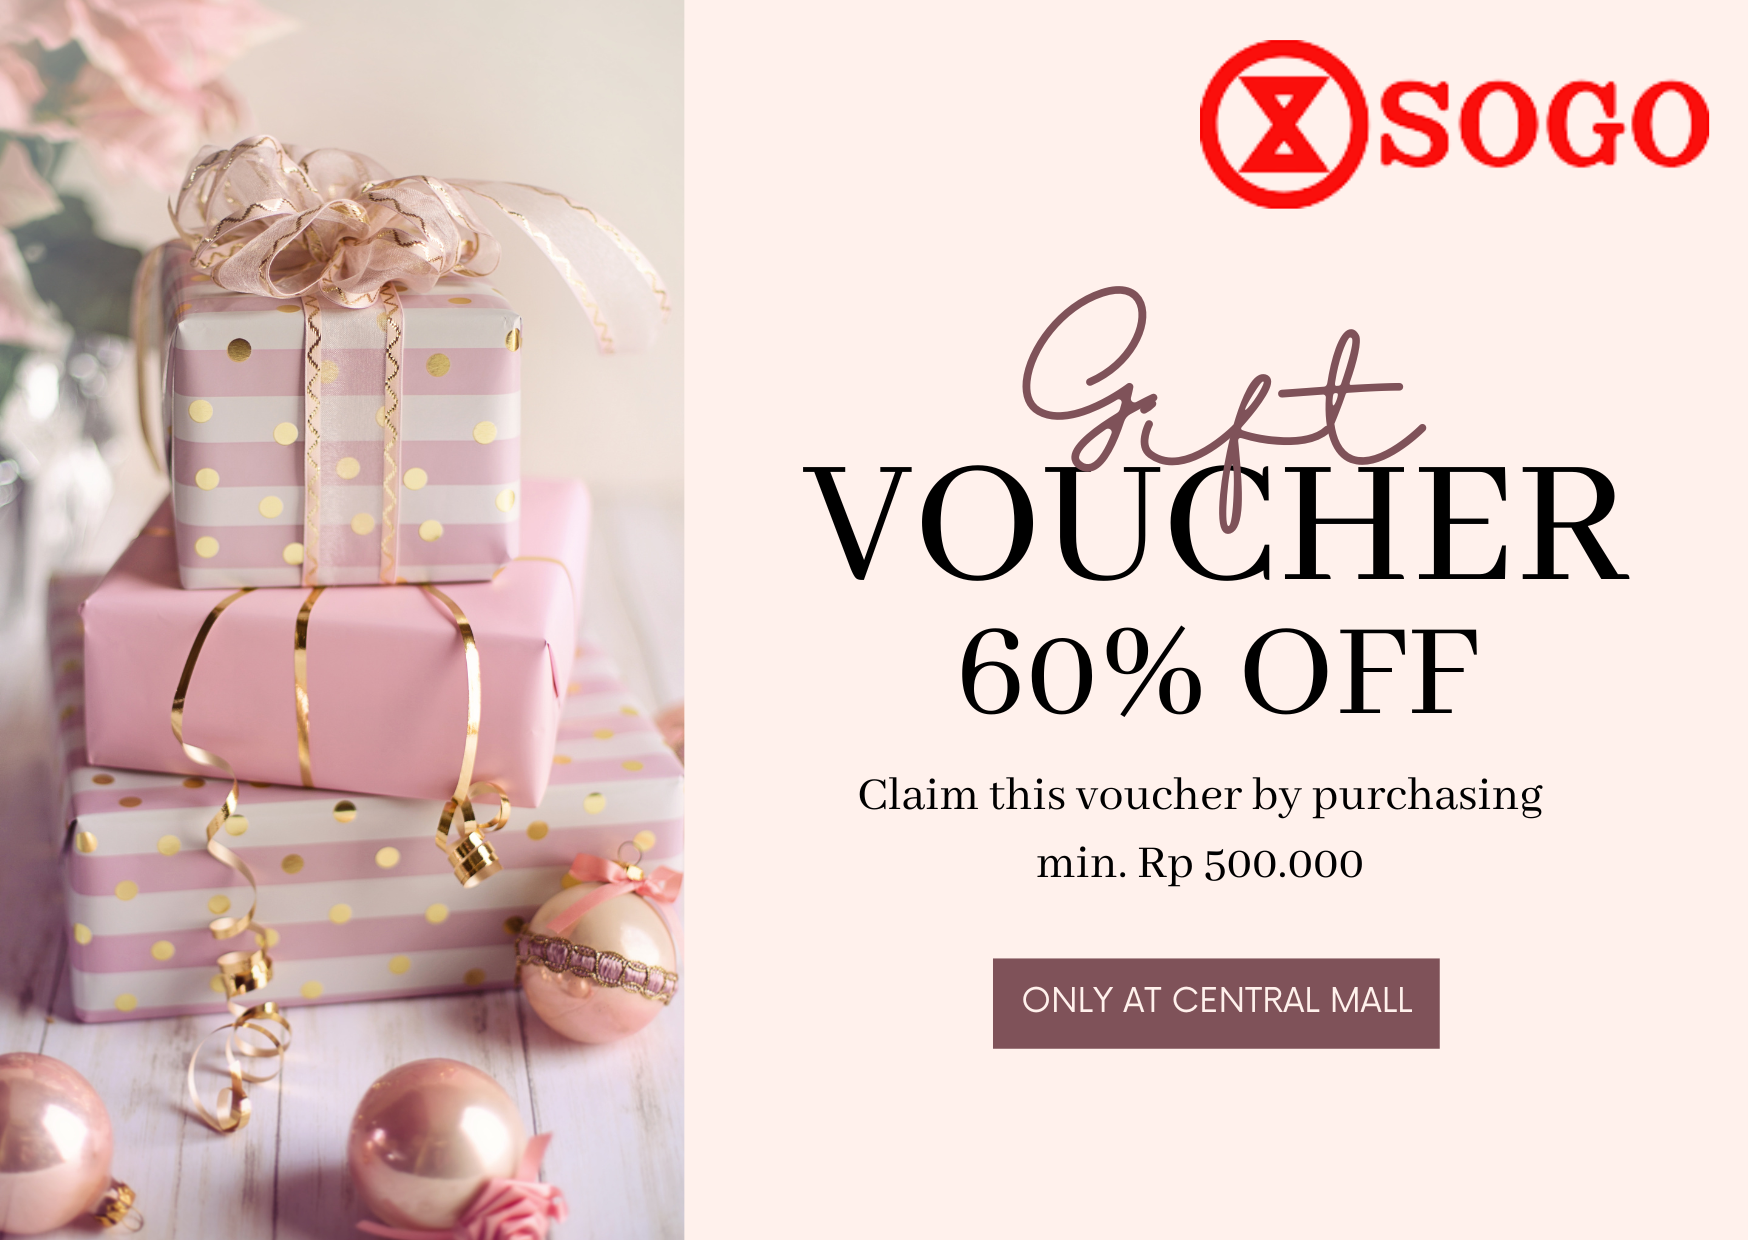 SOGO
Gift
VOUCHER
60% OFF
Claim this voucher by purchasing
min. Rp 500.000
ONLY AT CENTRAL MALL